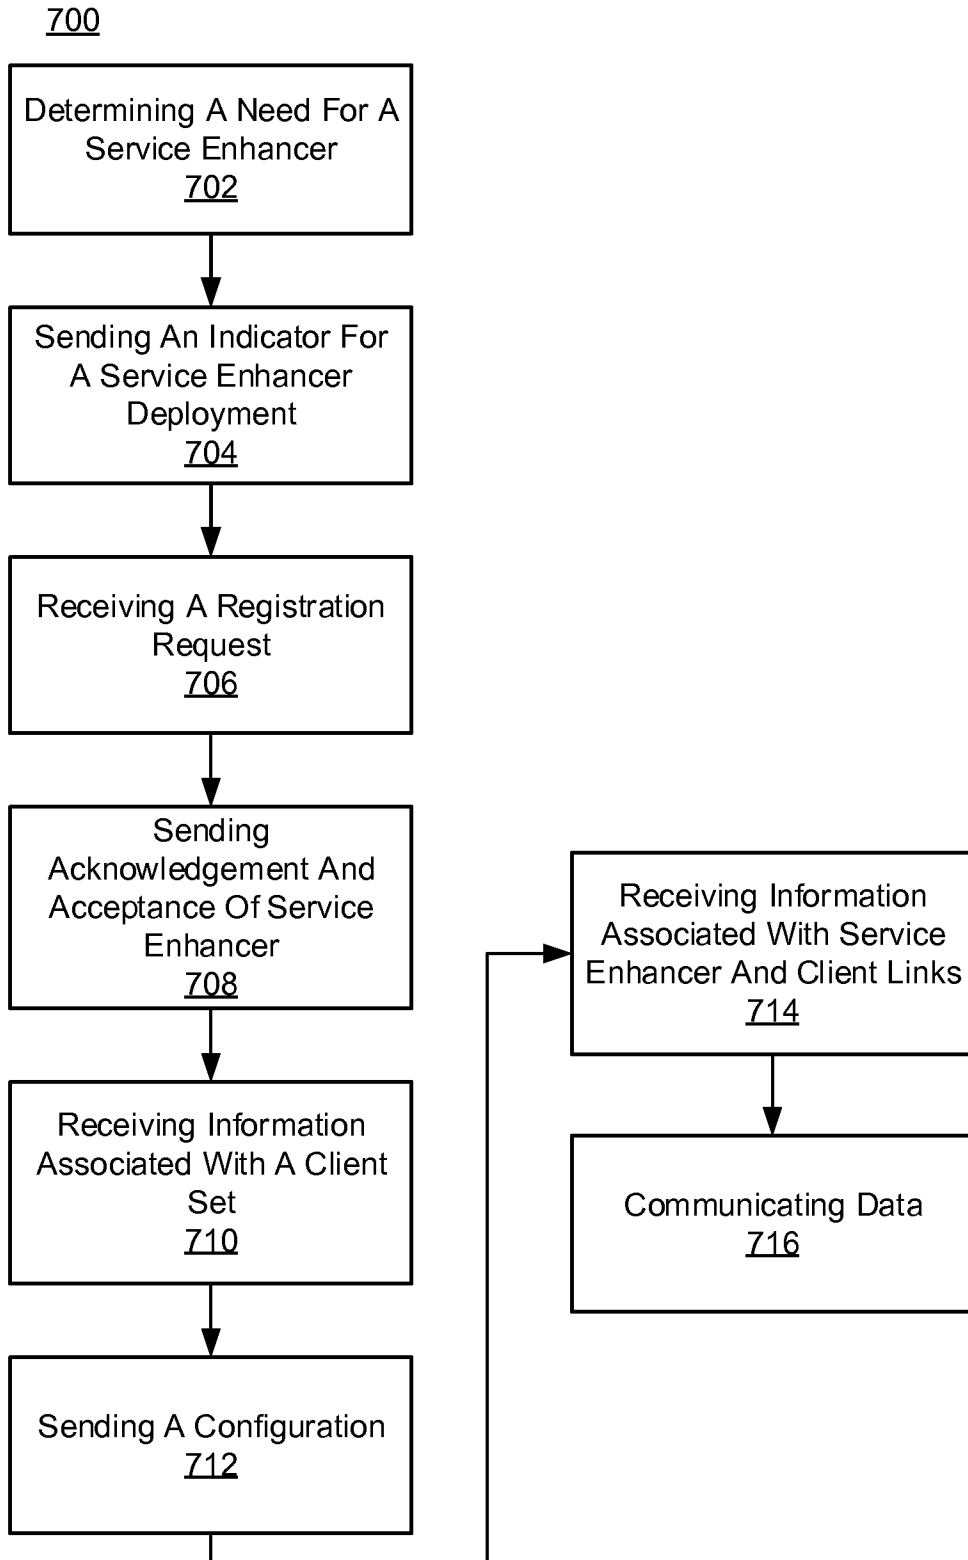 700
Determining A Need For A
Service Enhancer
702
Sending An Indicator For
A Service Enhancer
Deployment
704
Receiving A Registration
Request
706
Sending
Acknowledgement And
Acceptance Of Service
Enhancer
708
Receiving Information
Associated With A Client
Set
710
Sending A Configuration
712
Receiving Information
Associated With Service
Enhancer And Client Links
714
Communicating Data
716